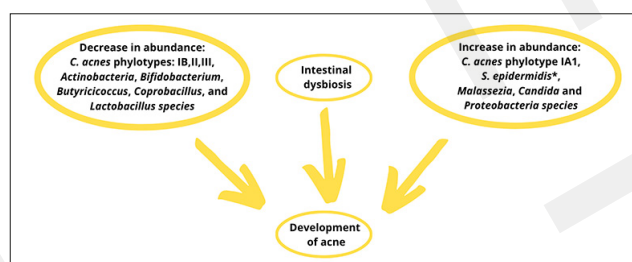 Decrease in abundance:
C. acnes phylotypes: IB,II,III,
Actinobacteria, Bifidobacterium,
Butyricicoccus, Coprobacillus, and
Lactobacillus species
Intestinal
dysbiosis
Increase in abundance:
C. acnes phylotype IA1,
S. epidermidis*,
Malassezia, Candida and
Proteobacteria species
Development
of acne